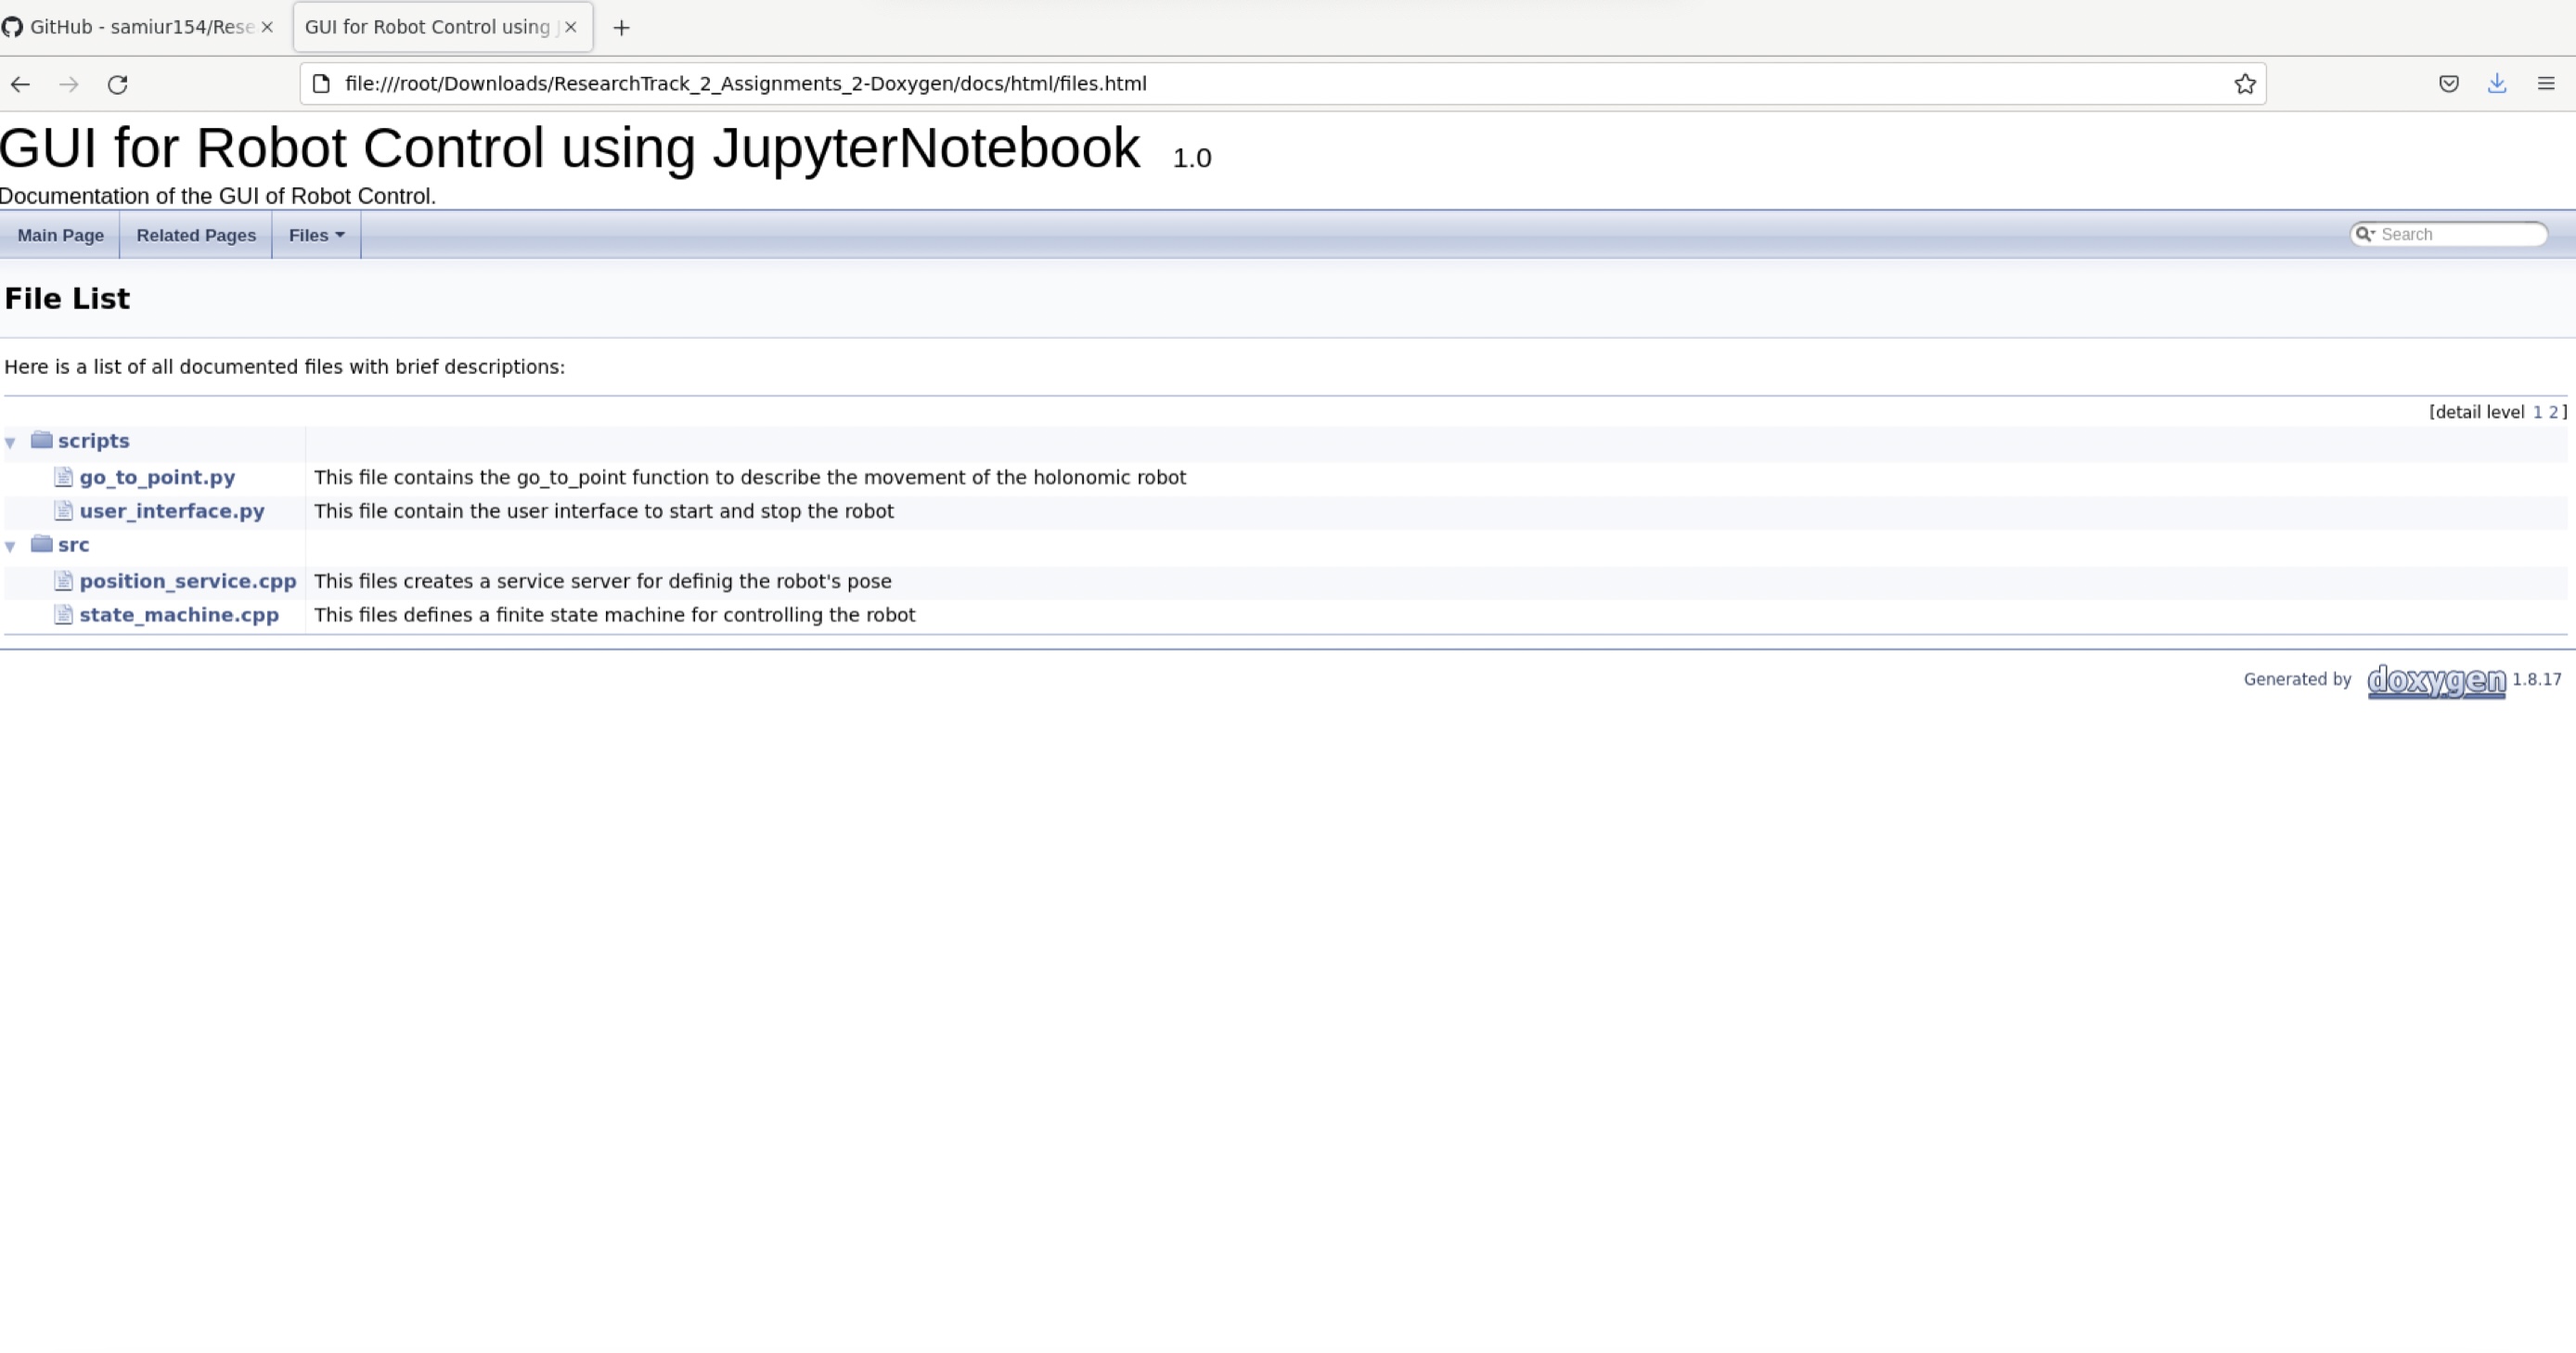 GitHub - samiur154/Rese
GUI for Robot Control using J
file:///root/Downloads/ResearchTrack_2_Assignments_2-Doxygen/docs/html/files.html
GUI for Robot Control using JupyterNotebook 1.0
Documentation of the GUI of Robot Control.
Main Page Related Pages Files Search
File List
Here is a list of all documented files with brief descriptions:
[detail level 1 2]
scripts
go_to_point.py This file contains the go_to_point function to describe the movement of the holonomic robot
user_interface.py This file contain the user interface to start and stop the robot
src
position_service.cpp This files creates a service server for definig the robot's pose
state_machine.cpp This files defines a finite state machine for controlling the robot
Generated by doxygen 1.8.17